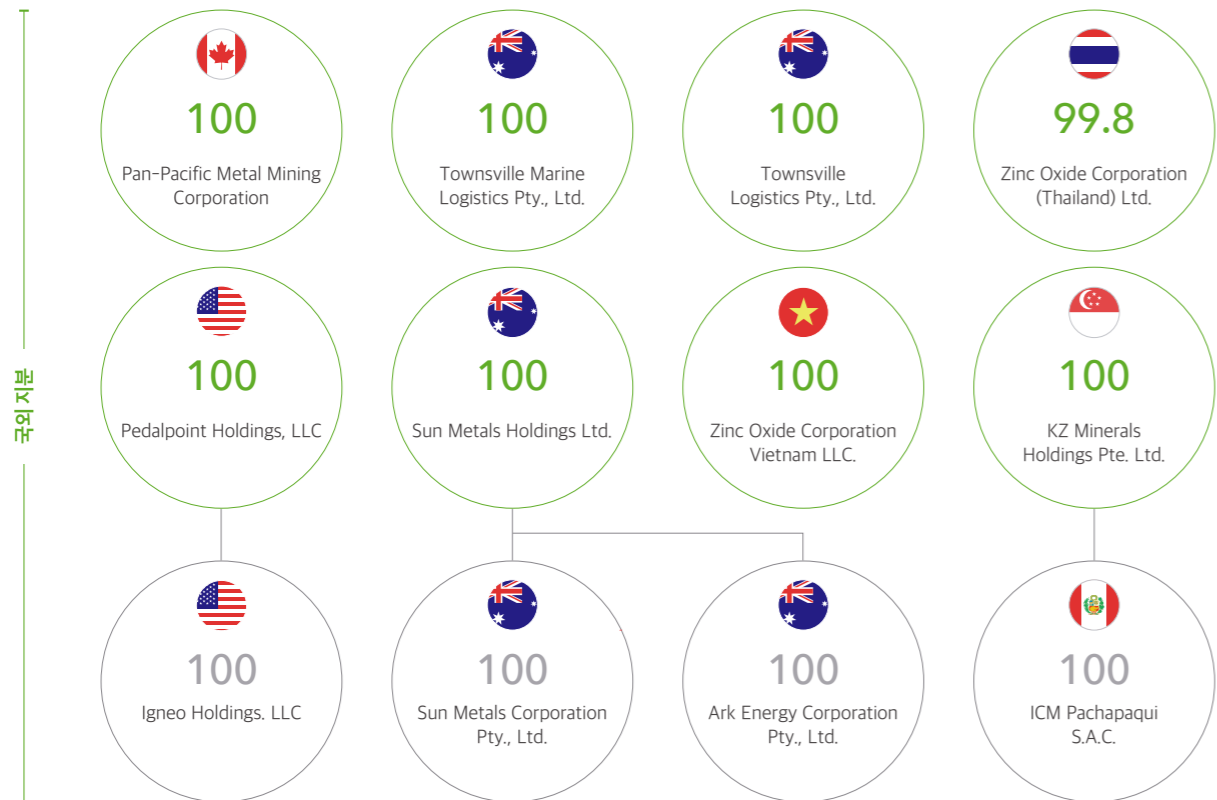 국외 지분
100
Pan-Pacific Metal Mining
Corporation
100
Townsville Marine
Logistics Pty., Ltd.
100
Townsville
Logistics Pty., Ltd.
99.8
Zinc Oxide Corporation
(Thailand) Ltd.
100
Pedalpoint Holdings, LLC
100
Sun Metals Holdings Ltd.
100
Zinc Oxide Corporation
Vietnam LLC.
100
KZ Minerals
Holdings Pte. Ltd.
100
Igneo Holdings. LLC
100
Sun Metals Corporation
Pty., Ltd.
100
Ark Energy Corporation
Pty., Ltd.
100
ICM Pachapaqui
S.A.C.